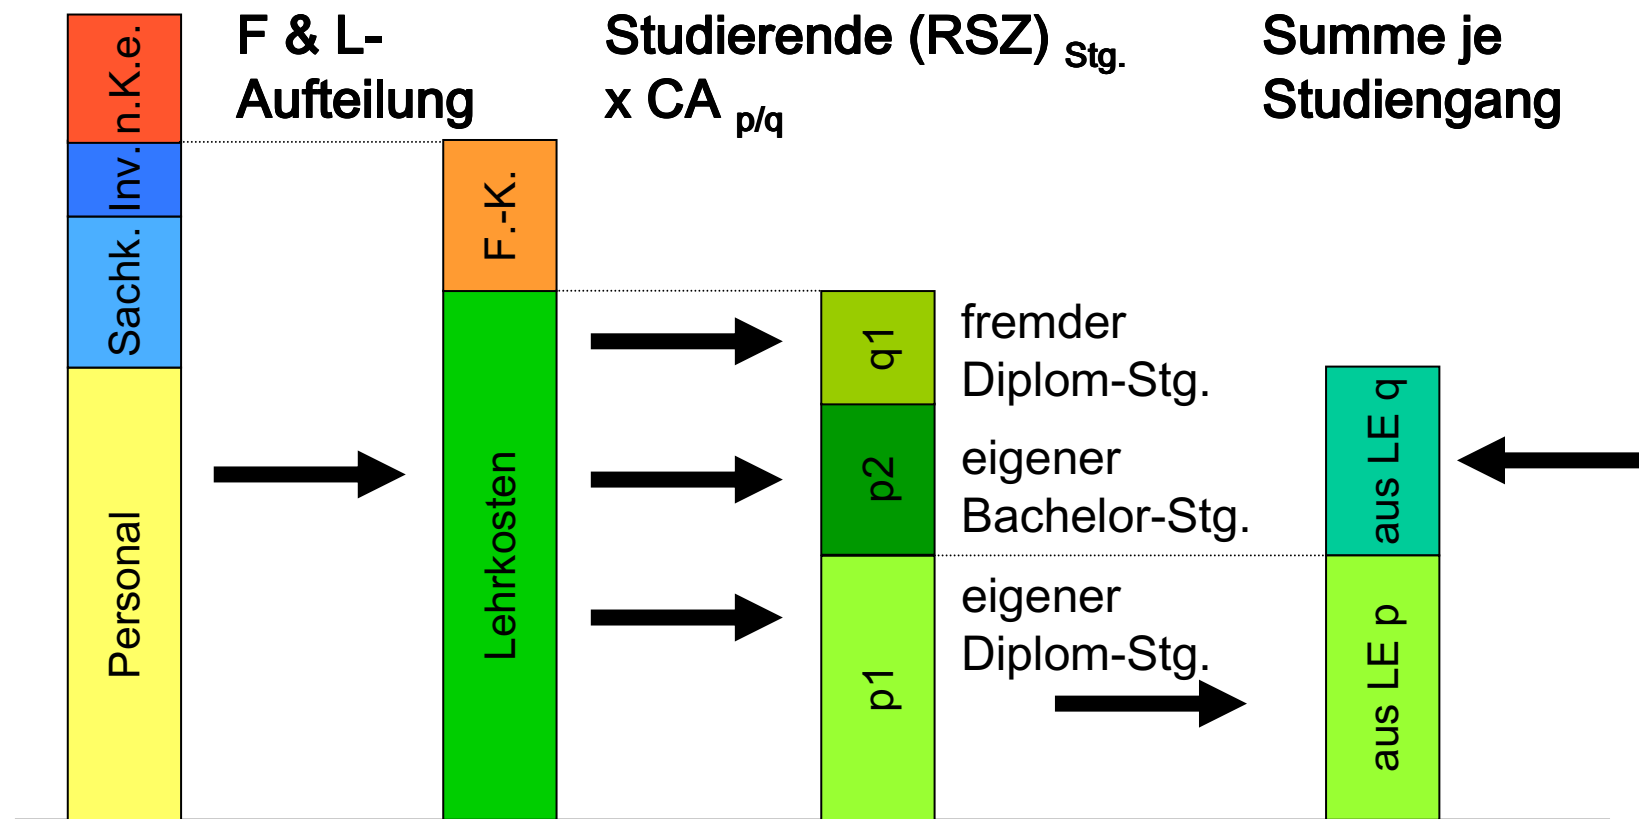 F & L-
Aufteilung
Studierende (RSZ) Stg.
x CA p/q
Summe je
Studiengang
n.K.e.
Inv.
Sachk.
Personal
F.-K.
Lehrkosten
q1
p2
p1
fremder
Diplom-Stg.
eigener
Bachelor-Stg.
eigener
Diplom-Stg.
aus LE q
aus LE p